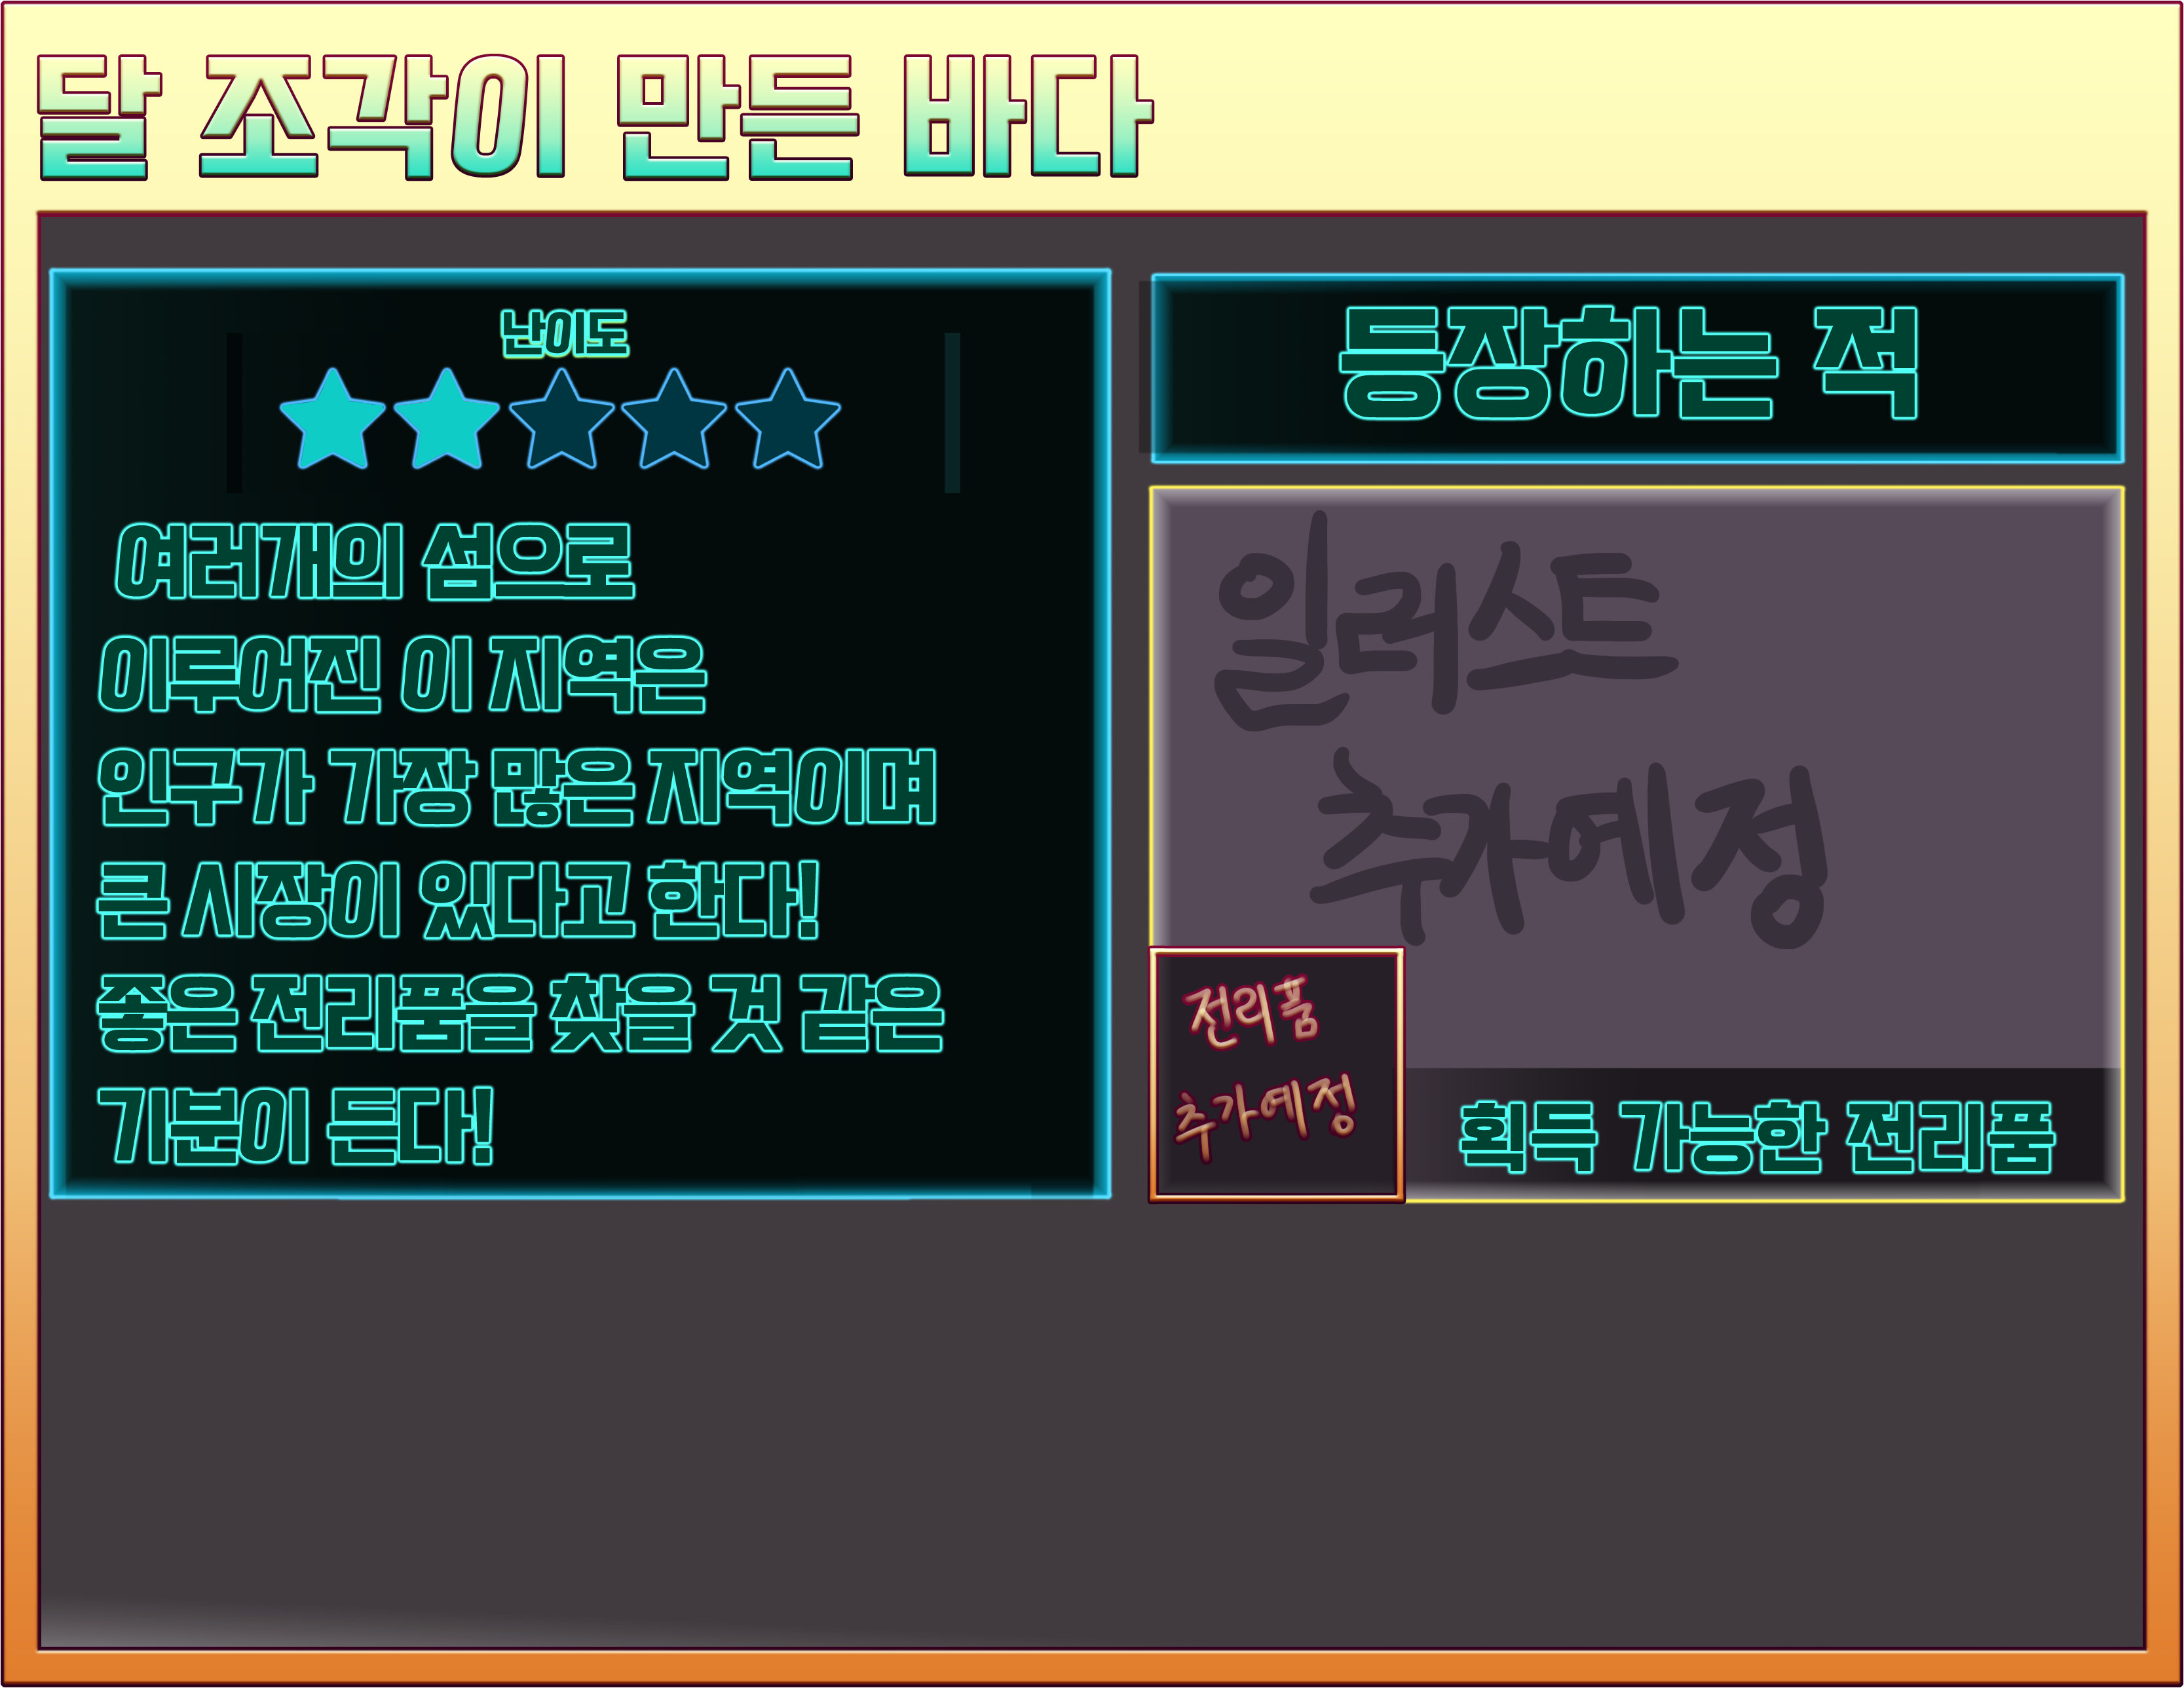 달 조각이 만든 바다
난이도
여러개의 섬으로
이루어진 이 지역은
인구가 가장 많은 지역이며
큰 시장이 있다고 한다!
좋은 전리품을 찾을 것 같은
기분이 든다!
등장하는 적
일러스트
추가예정
전리품
추가예정
획득 가능한 전리품